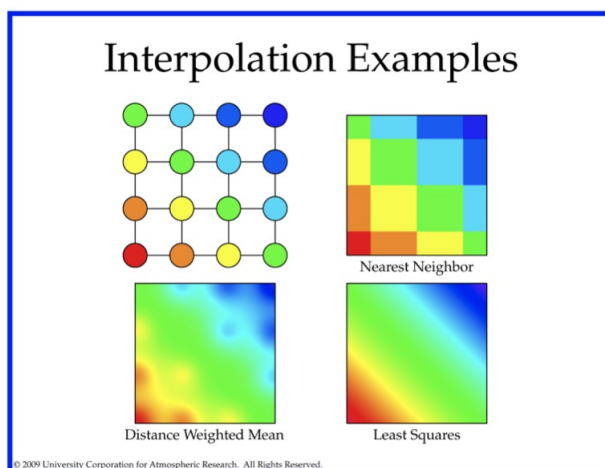 Interpolation Examples
Nearest Neighbor
Distance Weighted Mean
Least Squares
© 2009 University Corporation for Atmospheric Research. All Rights Reserved.